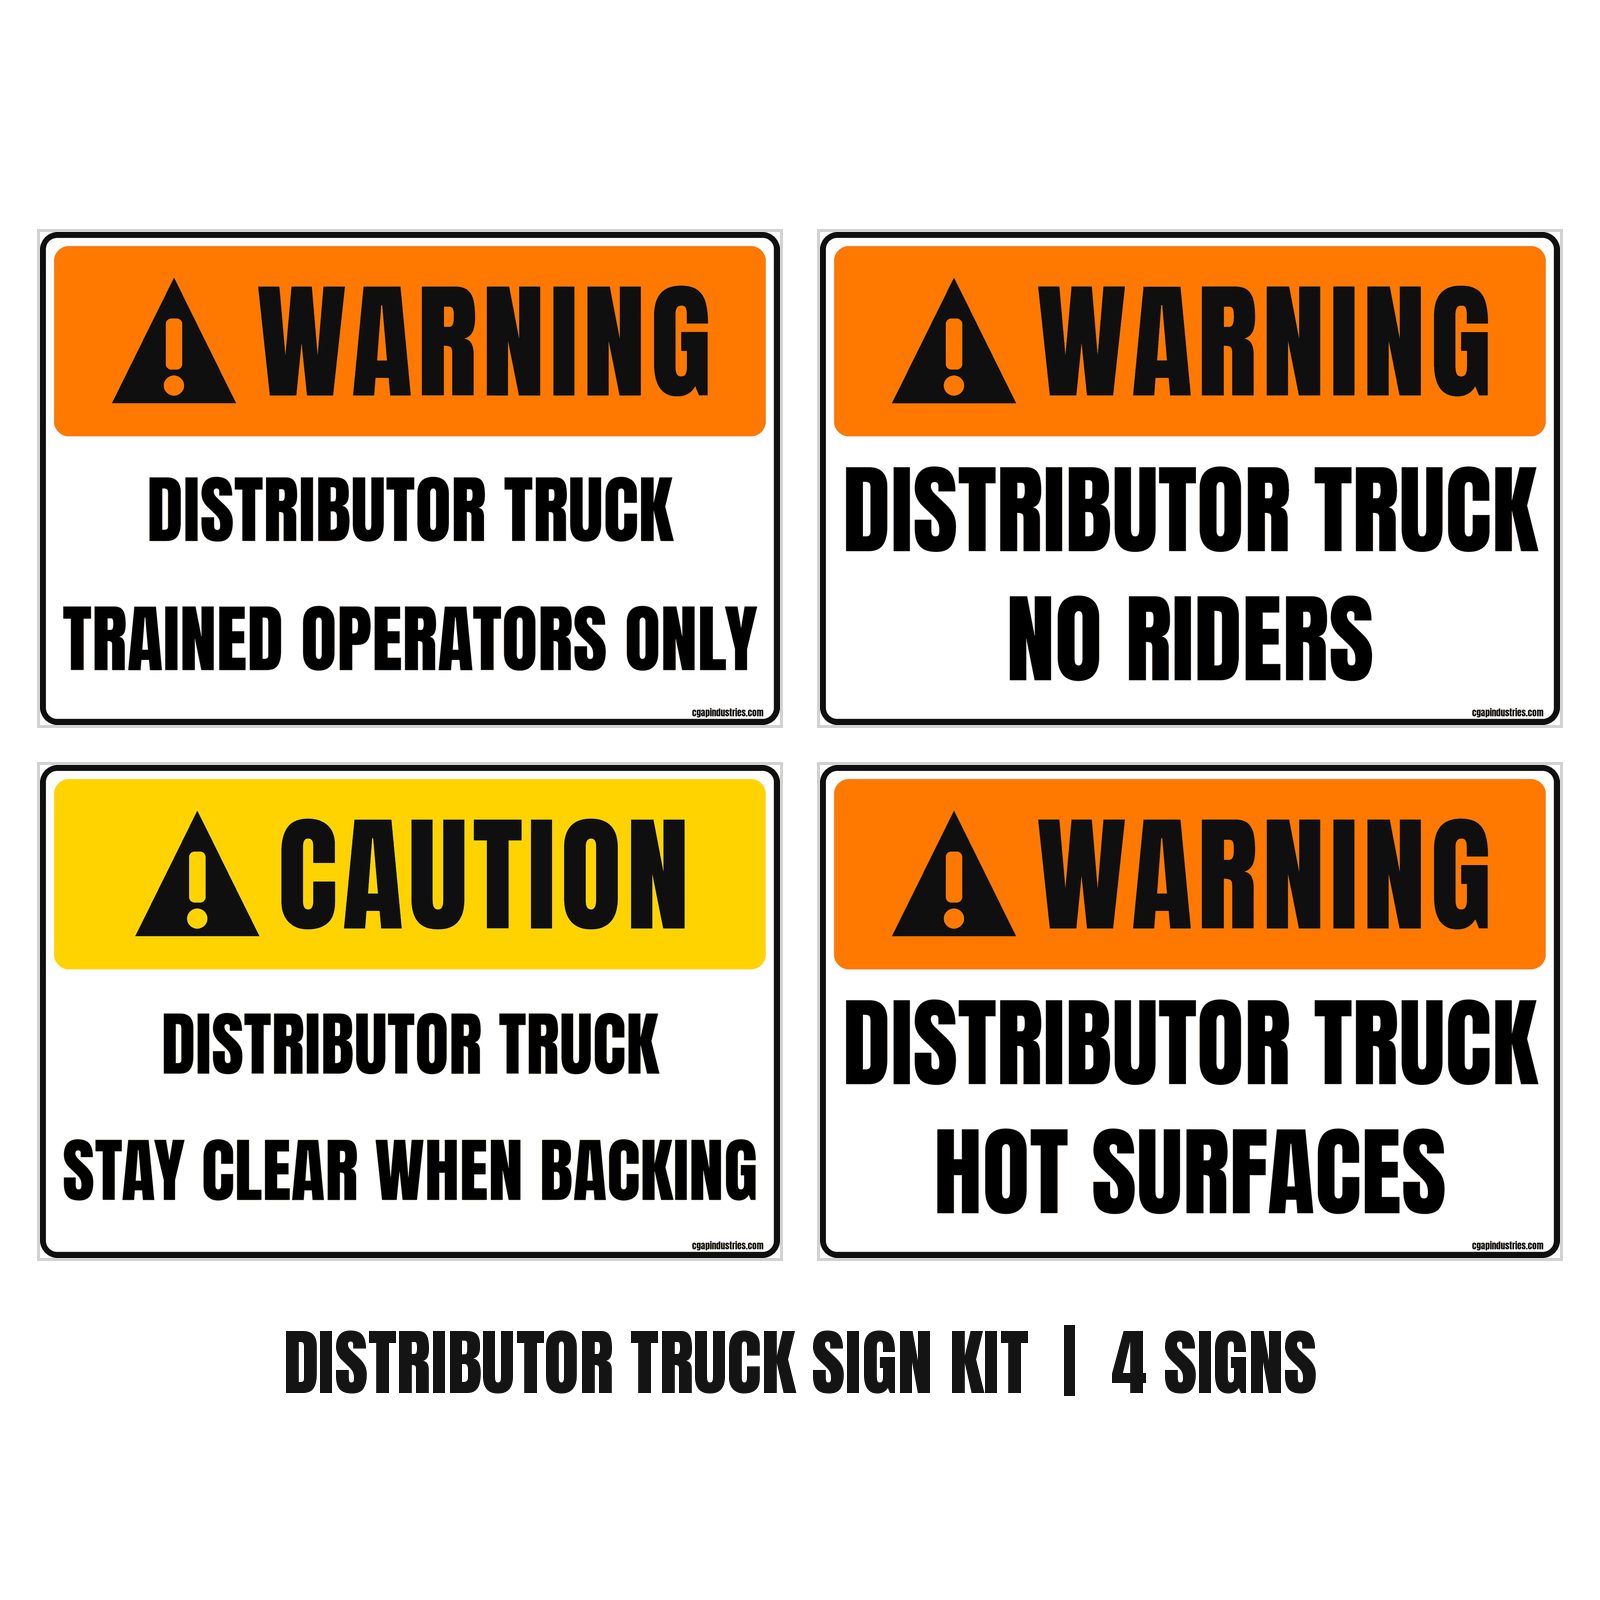 WARNING
DISTRIBUTOR TRUCK
TRAINED OPERATORS ONLY
cgapindustries.com
WARNING
DISTRIBUTOR TRUCK
NO RIDERS
cgapindustries.com
CAUTION
DISTRIBUTOR TRUCK
STAY CLEAR WHEN BACKING
cgapindustries.com
WARNING
DISTRIBUTOR TRUCK
HOT SURFACES
cgapindustries.com
DISTRIBUTOR TRUCK SIGN KIT | 4 SIGNS